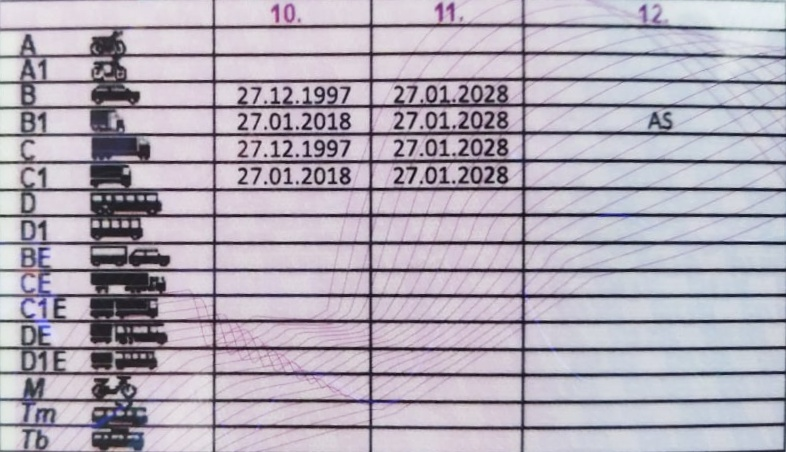 10. 11. 12.
A
A1
B 27.12.1997 27.01.2028
B1 27.01.2018 27.01.2028 AS
C 27.12.1997 27.01.2028
C1 27.01.2018 27.01.2028
D
D1
BE
CE
C1E
DE
D1E
M
Tm
Tb